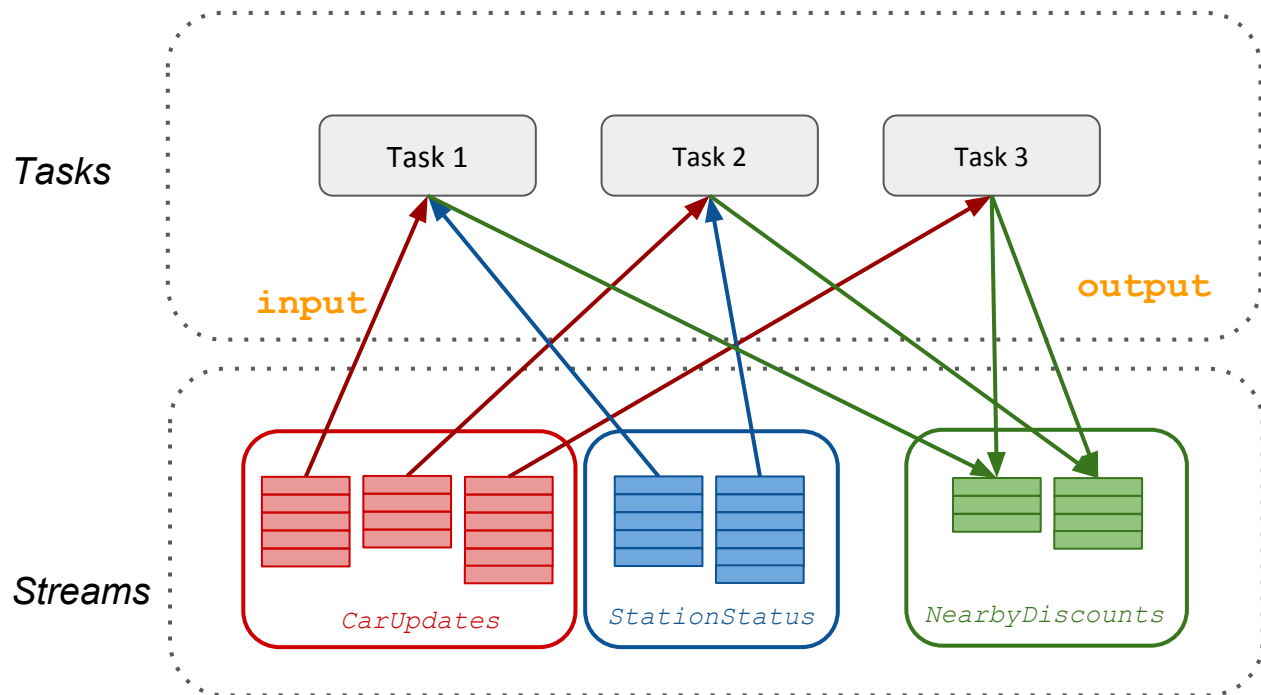 Tasks
Task 1
Task 2
Task 3
input
output
Streams
CarUpdates
StationStatus
NearbyDiscounts